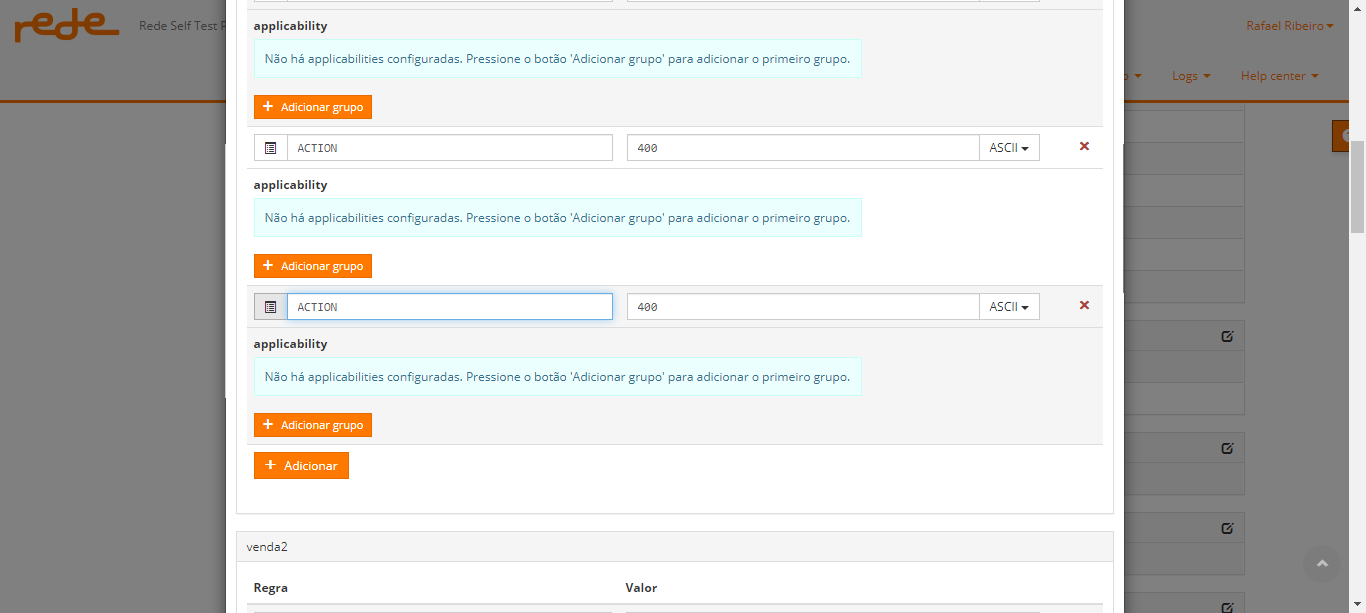 rede
Rede Self Test P
Rafael Ribeiro
Logs
Help center
applicability
Não há applicabilities configuradas. Pressione o botão 'Adicionar grupo' para adicionar o primeiro grupo.
+ Adicionar grupo
ACTION 400 ASCII
applicability
Não há applicabilities configuradas. Pressione o botão 'Adicionar grupo' para adicionar o primeiro grupo.
+ Adicionar grupo
ACTION 400 ASCII
applicability
Não há applicabilities configuradas. Pressione o botão 'Adicionar grupo' para adicionar o primeiro grupo.
+ Adicionar grupo
+ Adicionar
venda2
Regra Valor